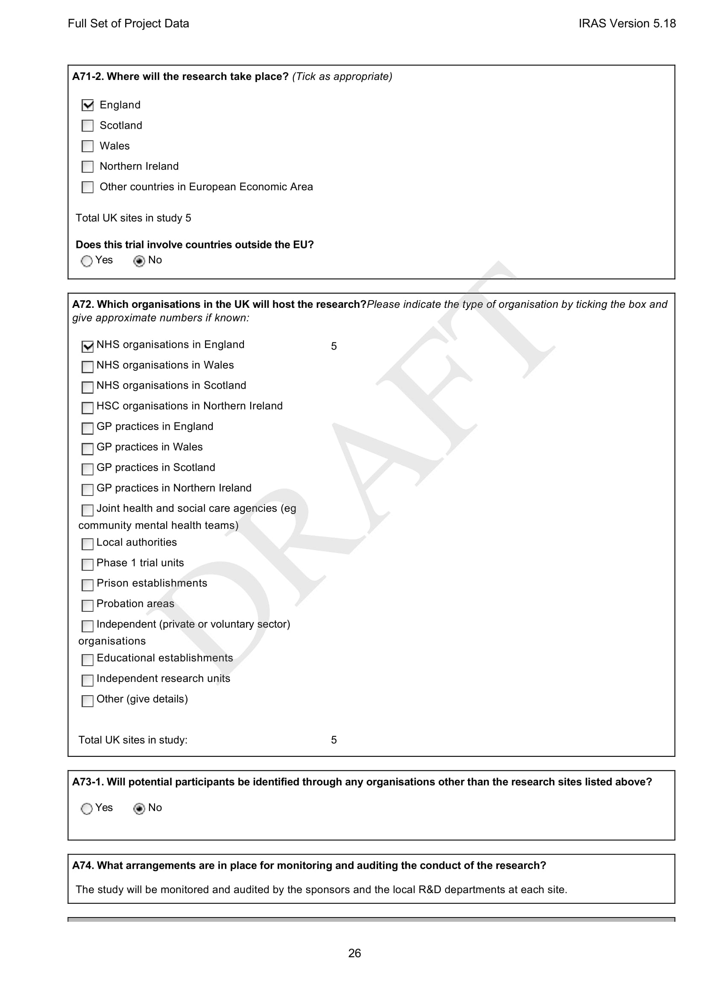 Full Set of Project Data
IRAS Version 5.18
A71-2. Where will the research take place? (Tick as appropriate)
England
Scotland
Wales
Northern Ireland
Other countries in European Economic Area
Total UK sites in study 5
Does this trial involve countries outside the EU?
Yes No
A72. Which organisations in the UK will host the research?Please indicate the type of organisation by ticking the box and
give approximate numbers if known:
NHS organisations in England 5
NHS organisations in Wales
NHS organisations in Scotland
HSC organisations in Northern Ireland
GP practices in England
GP practices in Wales
GP practices in Scotland
GP practices in Northern Ireland
Joint health and social care agencies (eg
community mental health teams)
Local authorities
Phase 1 trial units
Prison establishments
Probation areas
Independent (private or voluntary sector)
organisations
Educational establishments
Independent research units
Other (give details)
Total UK sites in study: 5
A73-1. Will potential participants be identified through any organisations other than the research sites listed above?
Yes No
A74. What arrangements are in place for monitoring and auditing the conduct of the research?
The study will be monitored and audited by the sponsors and the local R&D departments at each site.
26
DRAFT